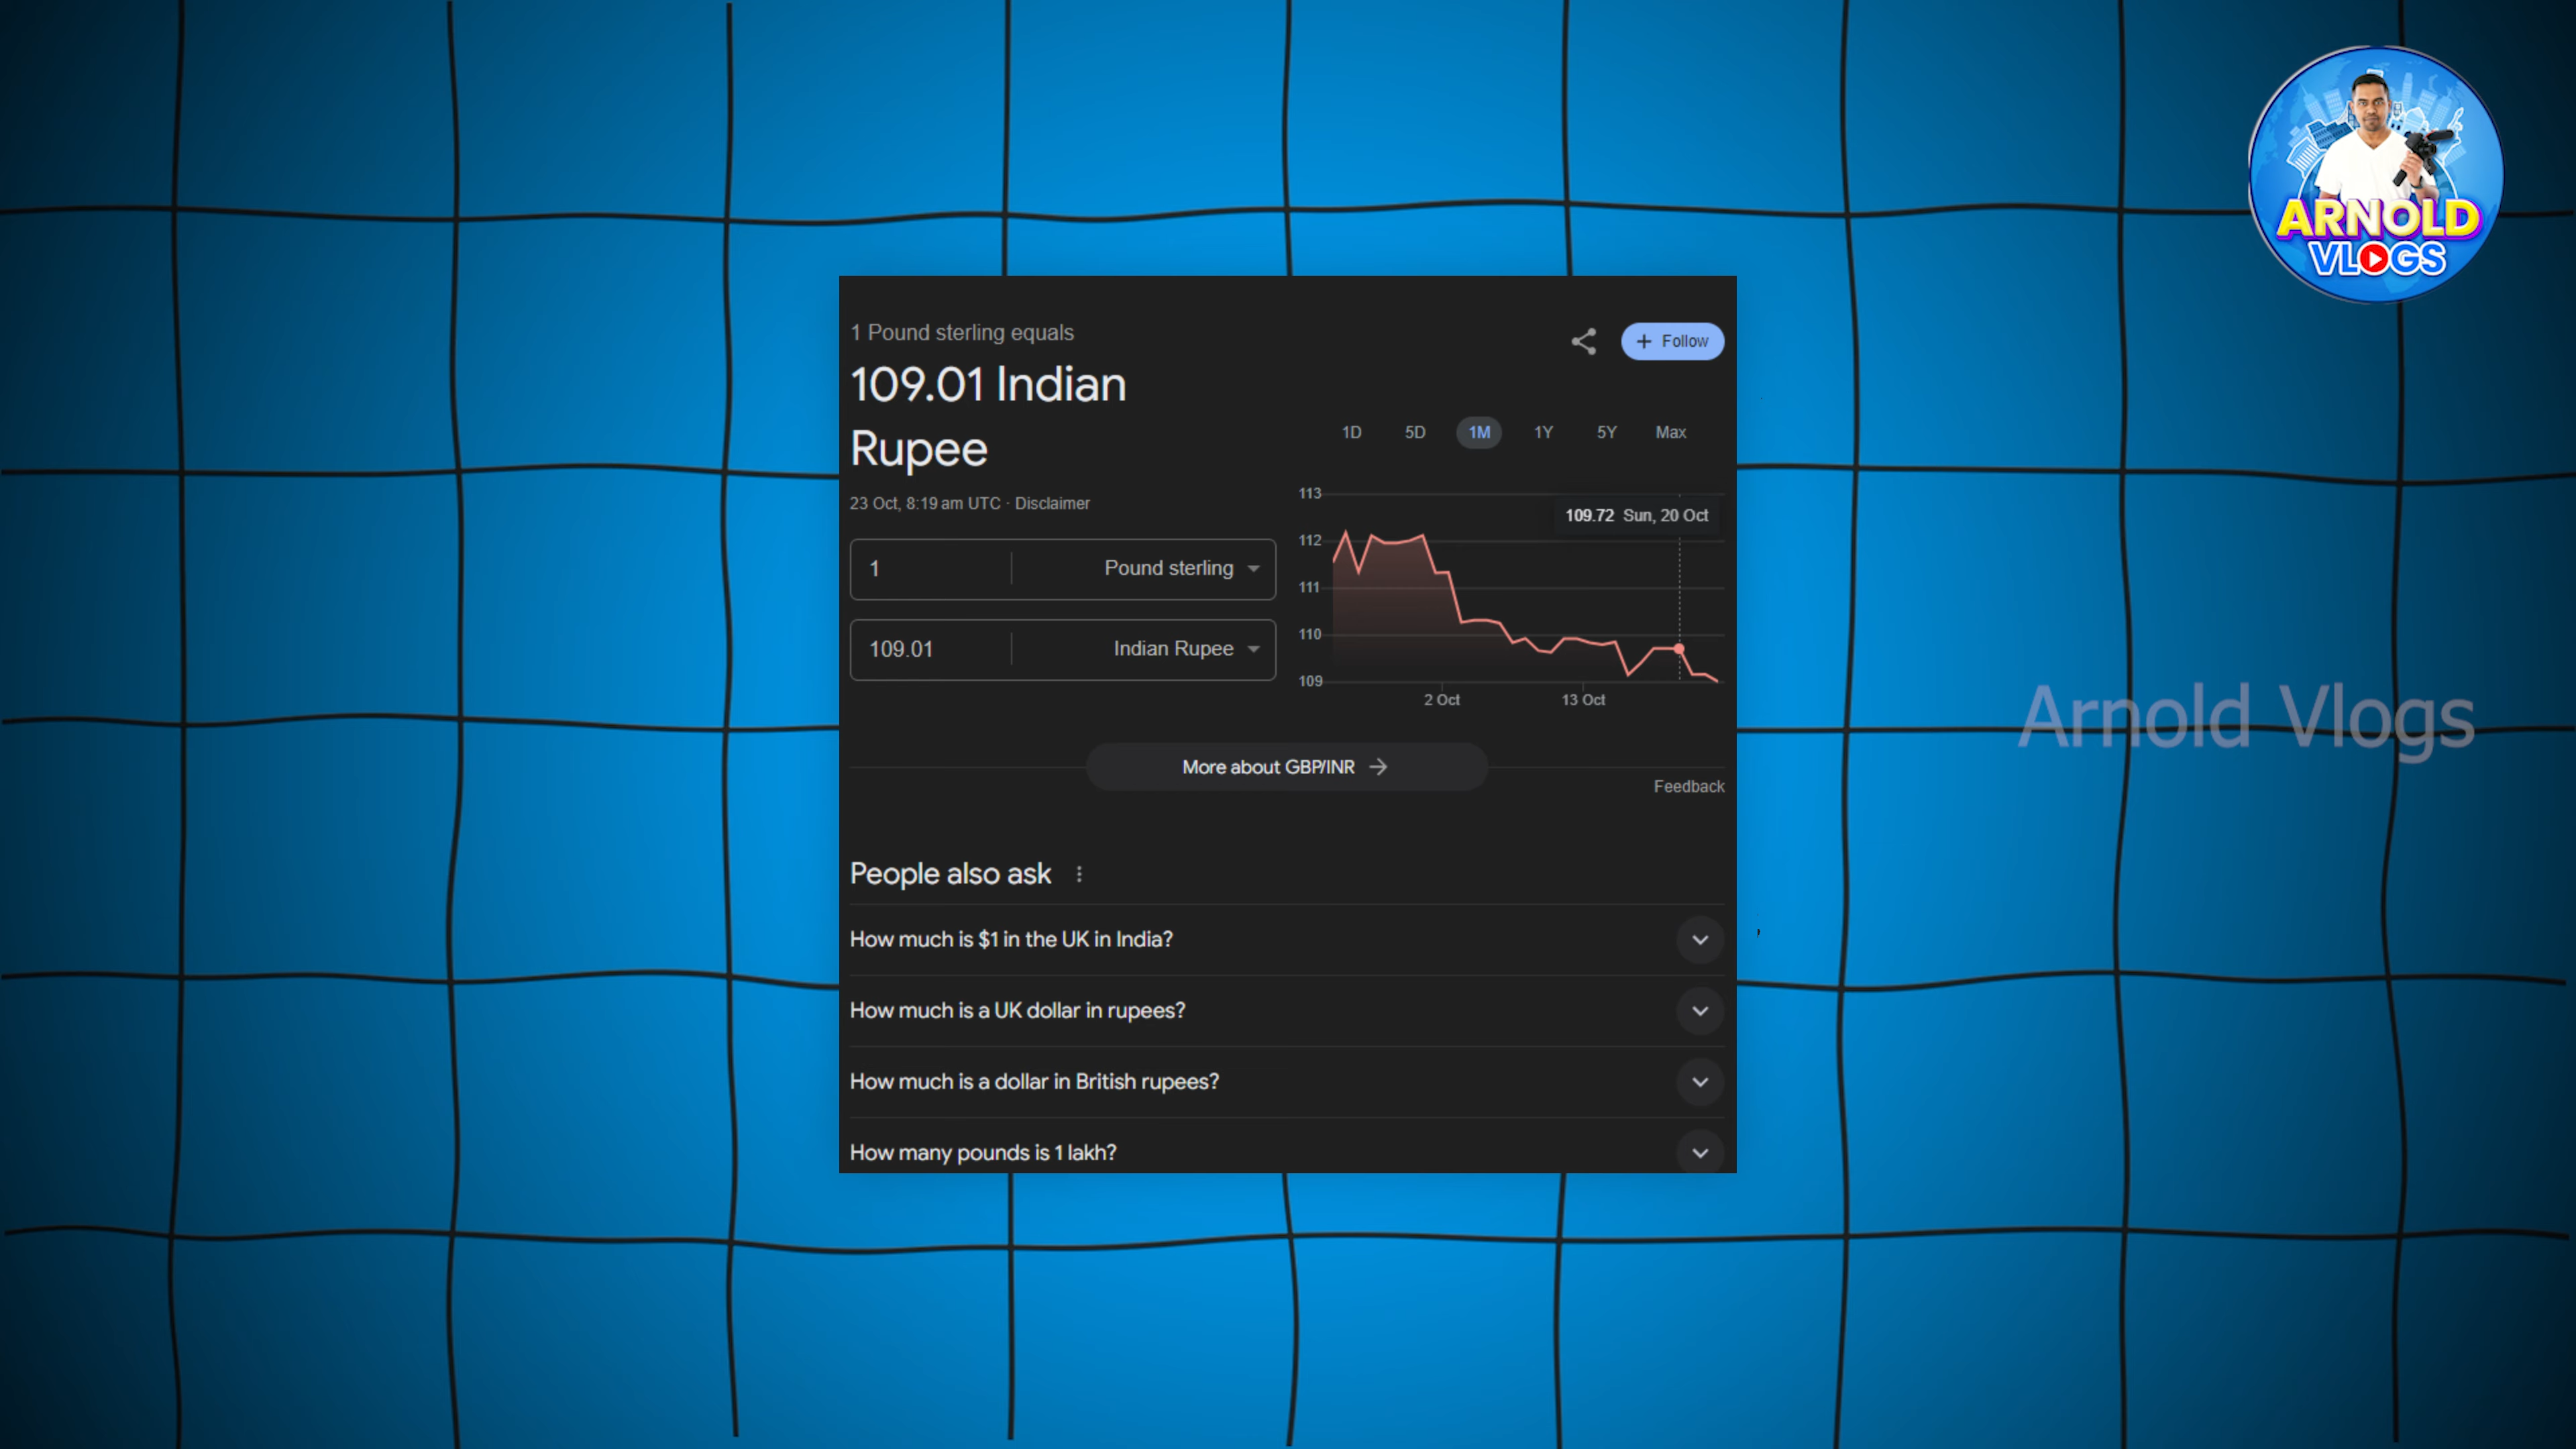 ARNOLD
VLOGS
1 Pound sterling equals
109.01 Indian
Rupee
23 Oct, 8:19 am UTC · Disclaimer
1 Pound sterling
109.01 Indian Rupee
+ Follow
1D 5D 1M 1Y 5Y Max
109.72 Sun, 20 Oct
113
112
111
110
109
2 Oct 13 Oct
More about GBP/INR →
Feedback
Arnold Vlogs
People also ask
How much is $1 in the UK in India?
How much is a UK dollar in rupees?
How much is a dollar in British rupees?
How many pounds is 1 lakh?